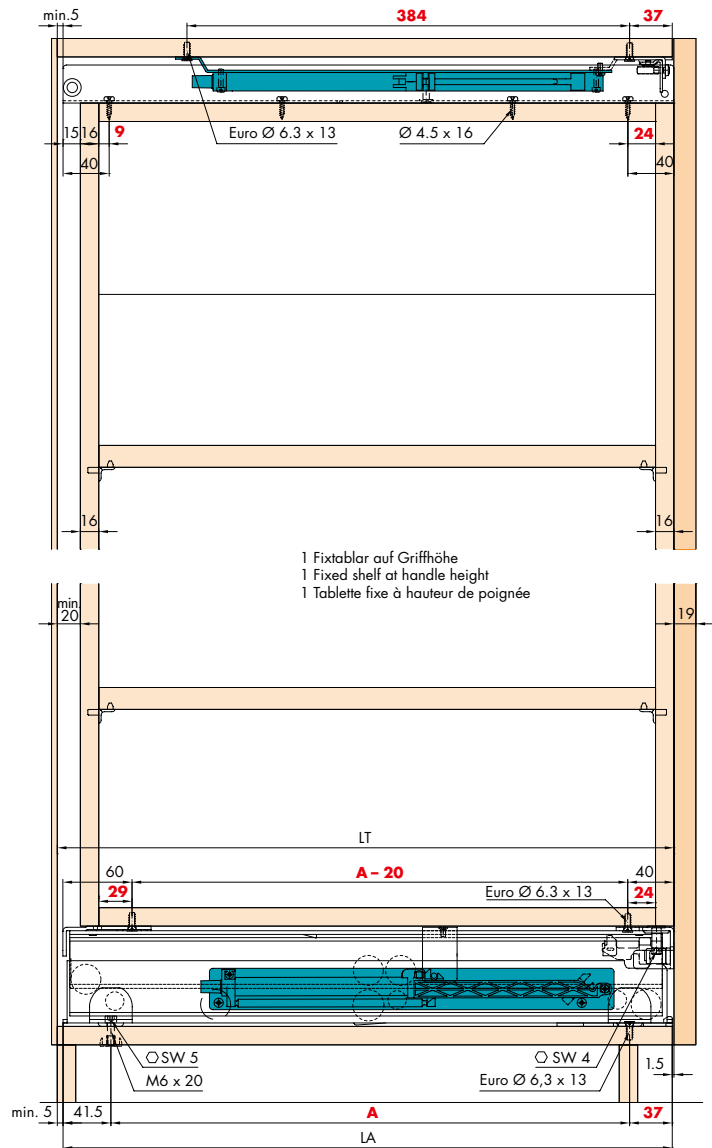 min.5
384
37
15
16
9
Euro Ø 6.3 x 13
Ø 4.5 x 16
24
40
40
16
16
1 Fixtablar auf Griffhöhe
1 Fixed shelf at handle height
1 Tablette fixe à hauteur de poignée
min.
20
19
LT
60
A – 20
40
29
Euro Ø 6.3 x 13
24
SW 5
SW 4
1.5
M6 x 20
Euro Ø 6,3 x 13
min. 5
41.5
A
37
LA